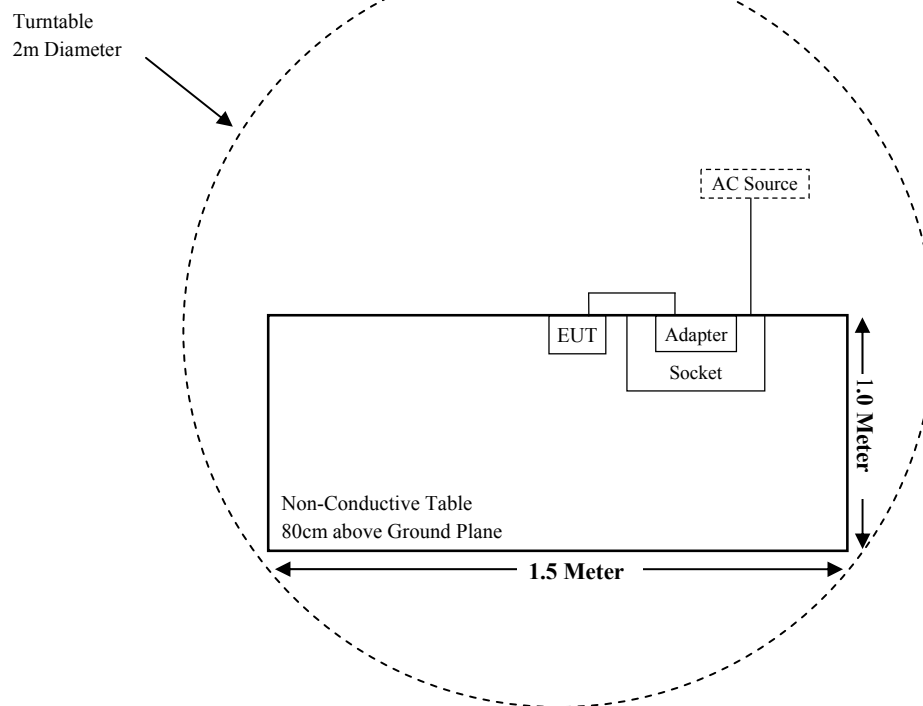 Turntable
2m Diameter
AC Source
EUT
Adapter
Socket
1.0 Meter
Non-Conductive Table
80cm above Ground Plane
1.5 Meter